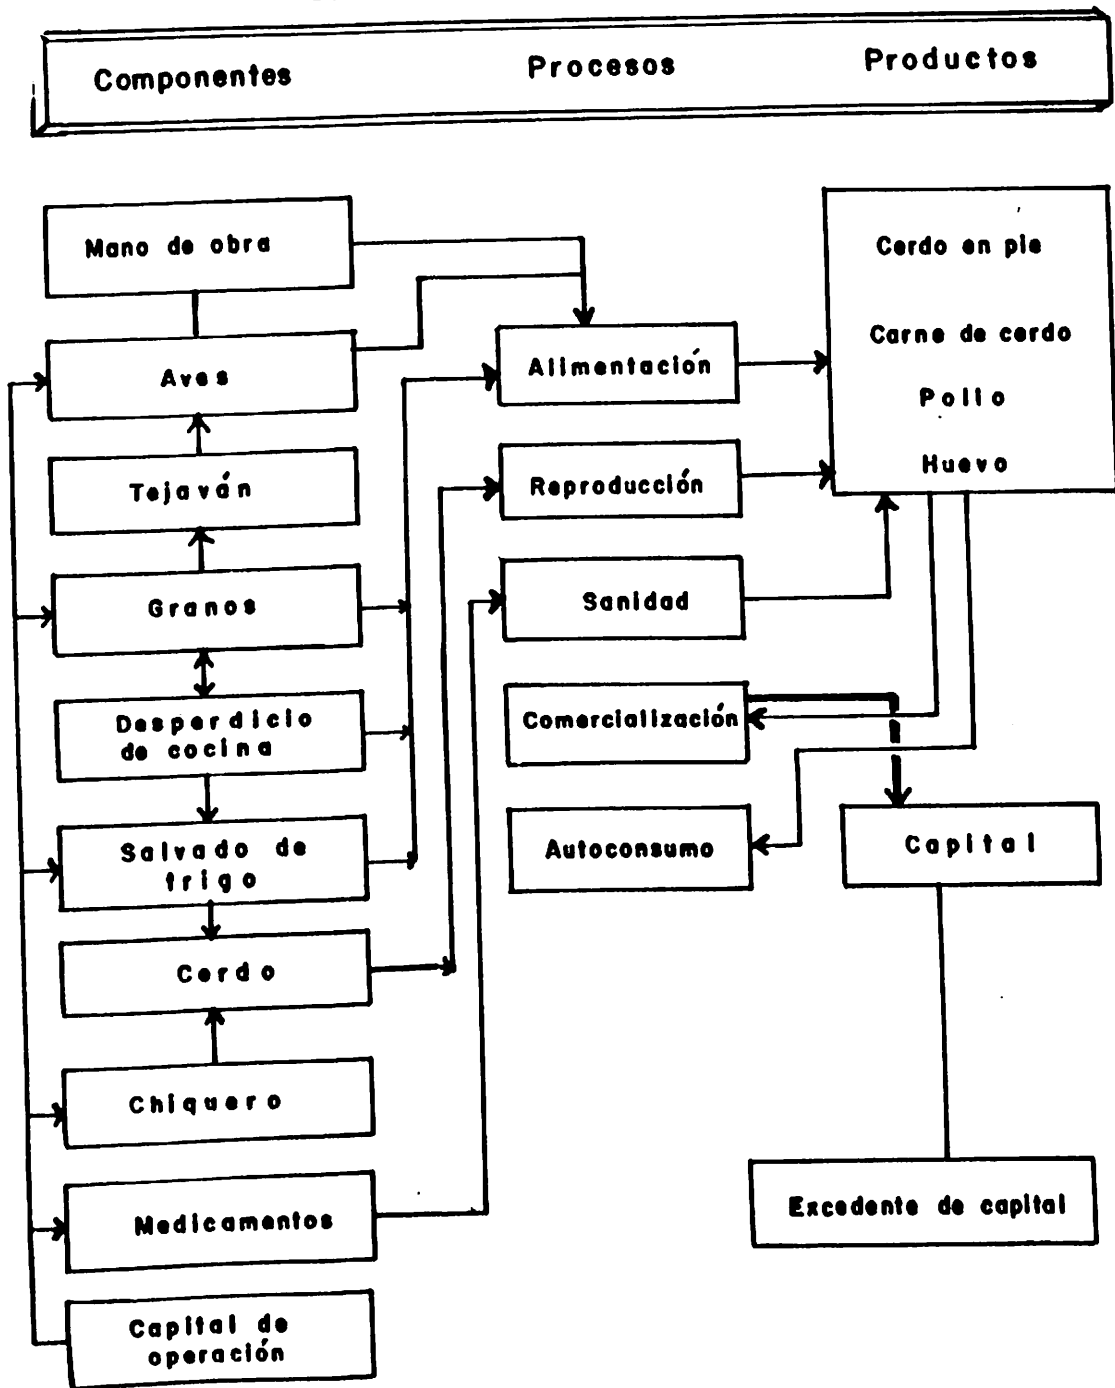 Componentes Procesos Productos
Mano de obra
Aves
Tejaván
Granos
Desperdicio
de cocina
Salvado de
trigo
Cerdo
Chiquero
Medicamentos
Capital de
operación
Alimentación
Reproducción
Sanidad
Comercialización
Autoconsumo
Cerdo en pie
Carne de cerdo
Pollo
Huevo
Capital
Excedente de capital